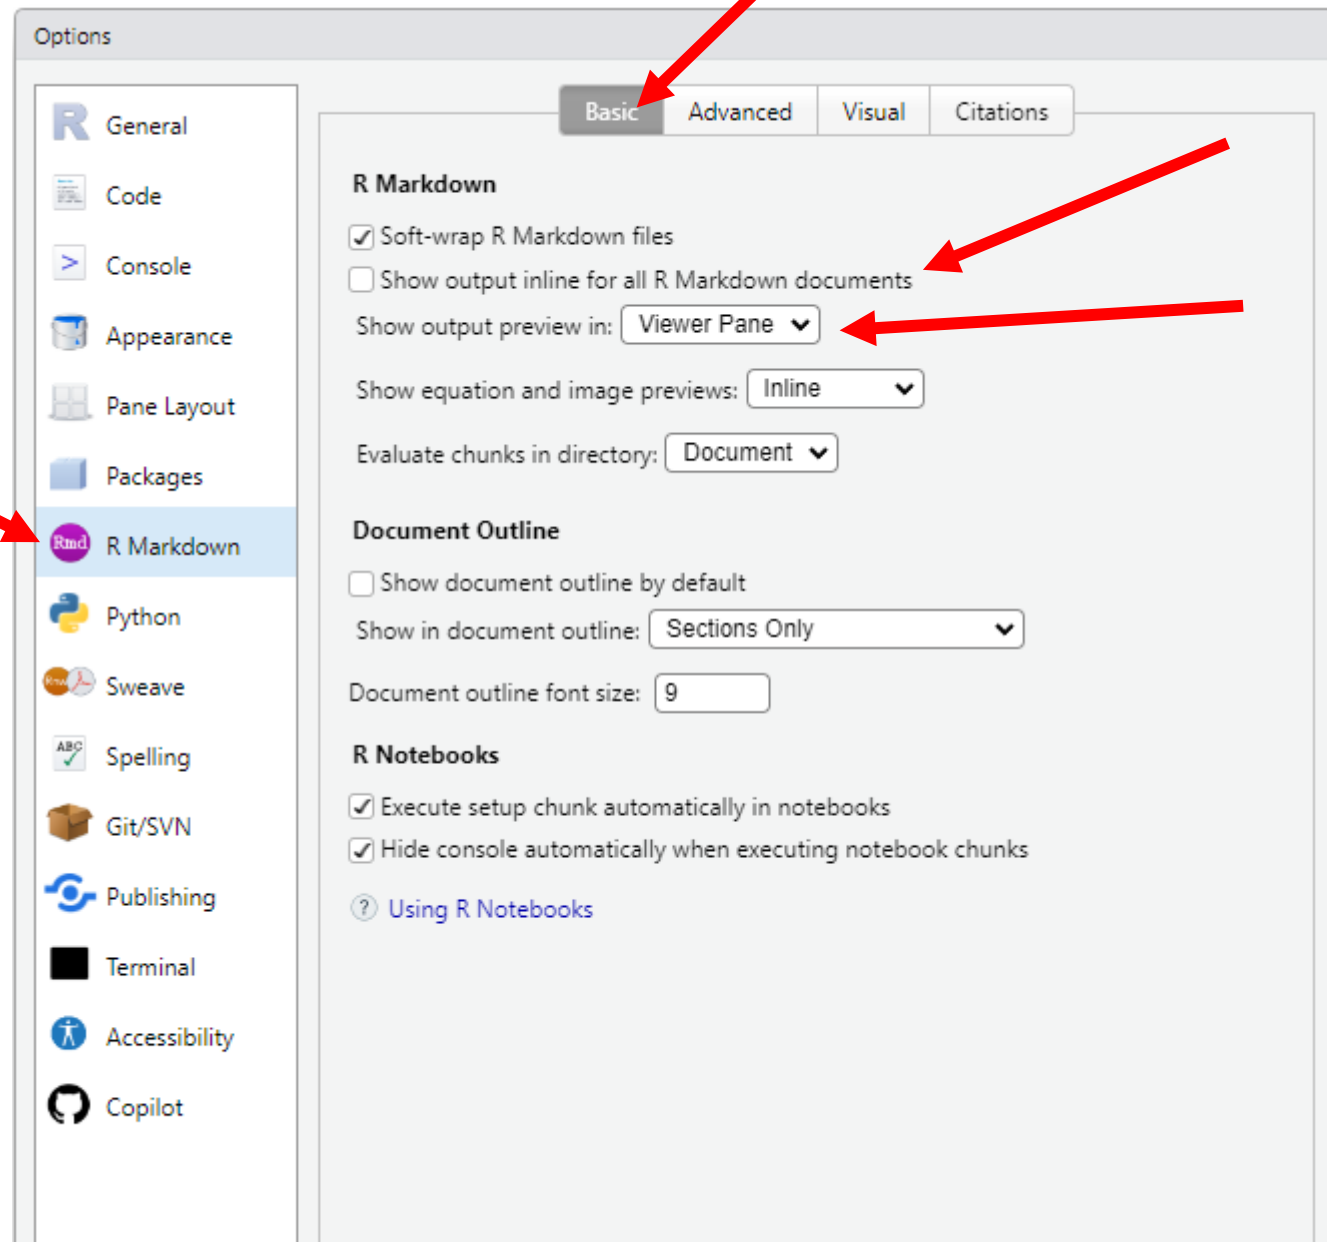 Options
General
Code
Console
Appearance
Pane Layout
Packages
Rmd R Markdown
Python
Sweave
ABC Spelling
Git/SVN
Publishing
Terminal
Accessibility
Copilot
Basic Advanced Visual Citations
R Markdown
Soft-wrap R Markdown files
Show output inline for all R Markdown documents
Show output preview in: Viewer Pane
Show equation and image previews: Inline
Evaluate chunks in directory: Document
Document Outline
Show document outline by default
Show in document outline: Sections Only
Document outline font size: 9
R Notebooks
Execute setup chunk automatically in notebooks
Hide console automatically when executing notebook chunks
? Using R Notebooks